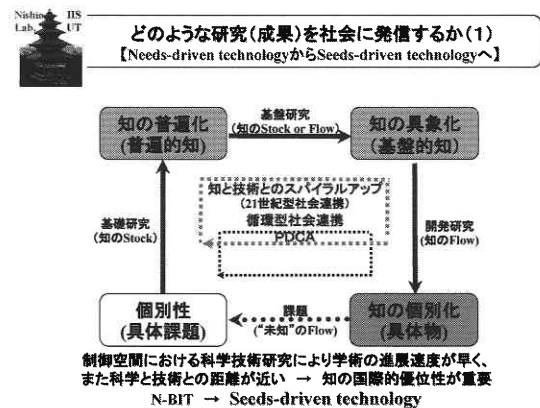 Nishio IIS
Lab. UT
どのような研究(成果)を社会に発信するか(1)
【Needs-driven technologyからSeeds-driven technologyへ】
知の普遍化
(普遍的知)
基盤研究
(知のStock or Flow)
知の具象化
(基盤的知)
知と技術とのスパイラルアップ
(21世紀型社会連携)
循環型社会連携
PDCA
基礎研究
(知のStock)
開発研究
(知のFlow)
個別性
(具体課題)
課題
("未知"のFlow)
知の個別化
(具体物)
制御空間における科学技術研究により学術の進展速度が早く、
また科学と技術との距離が近い → 知の国際的優位性が重要
N-BIT → Seeds-driven technology